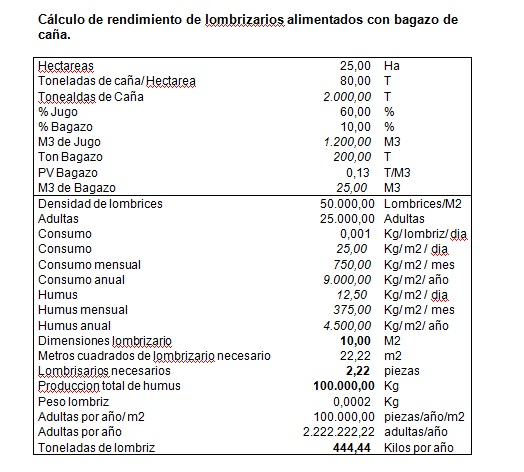 Cálculo de rendimiento de lombrizarios alimentados con bagazo de
caña.
Hectareas 25,00 Ha
Toneladas de caña/Hectarea 80,00 T
Tonealdas de Caña 2.000,00 T
% Jugo 60,00 %
% Bagazo 10,00 %
M3 de Jugo 1.200,00 M3
Ton Bagazo 200,00 T
PV Bagazo 0,13 T/M3
M3 de Bagazo 25,00 M3
Densidad de lombrices 50.000,00 Lombrices/M2
Adultas 25.000,00 Adultas
Consumo 0,001 Kg/lombriz/dia
Consumo 25,00 Kg/m2/ dia
Consumo mensual 750,00 Kg/m2 / mes
Consumo anual 9.000,00 Kg/m2/ año
Humus 12,50 Kg/m2 / dia
Humus mensual 375,00 Kg/m2 / mes
Humus anual 4.500,00 Kg/m2/ año
Dimensiones lombrizario 10,00 M2
Metros cuadrados de lombrizario necesario 22,22 m2
Lombrisarios necesarios 2,22 piezas
Produccion total de humus 100.000,00 Kg
Peso lombriz 0,0002 Kg
Adultas por año/m2 100.000,00 piezas/año/m2
Adultas por año 2.222.222,22 adultas/año
Toneladas de lombriz 444,44 Kilos por año